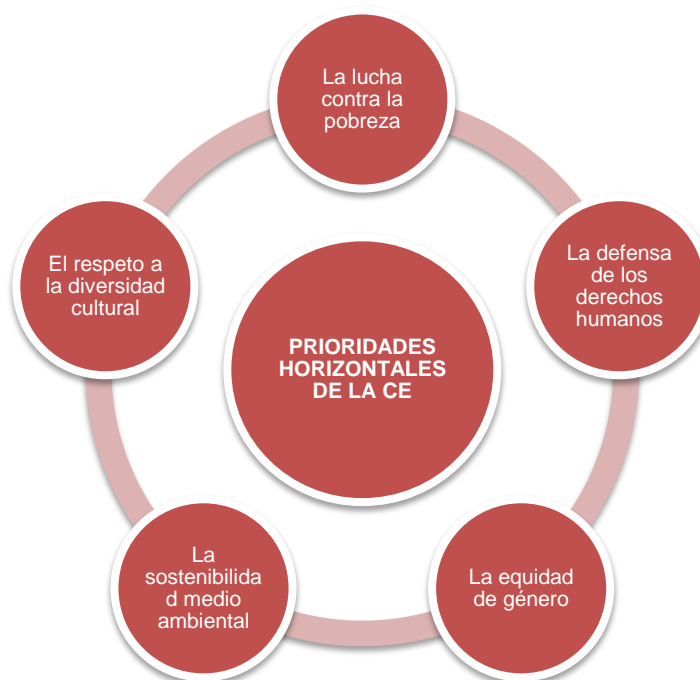 La lucha
contra la
pobreza
La defensa
de los
derechos
humanos
La equidad
de género
La
sostenibilida
d medio
ambiental
El respeto a
la diversidad
cultural
PRIORIDADES
HORIZONTALES
DE LA CE